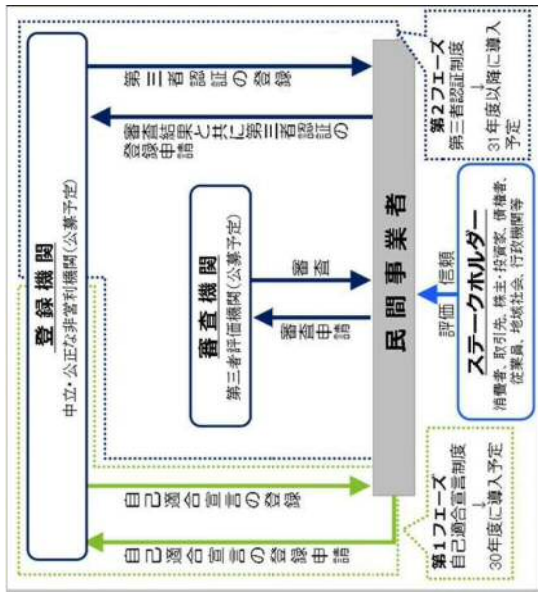 登録機関
中立・公正な非営利機関(公募予定)
自己適合宣言の登録申請
自己適合宣言の登録
審査機関
第三者評価機関(公募予定)
審査申請
審査
審査結果と共に第三者認証の
登録申請
第三者認証の登録
民間事業者
第1フェーズ
自己適合宣言制度
↓
30年度に導入予定
評価 信頼
ステークホルダー
消費者、取引先、株主・投資家、債権者、
従業員、地域社会、行政機関等
第2フェーズ
第三者認証制度
↓
31年度以降に導入
予定